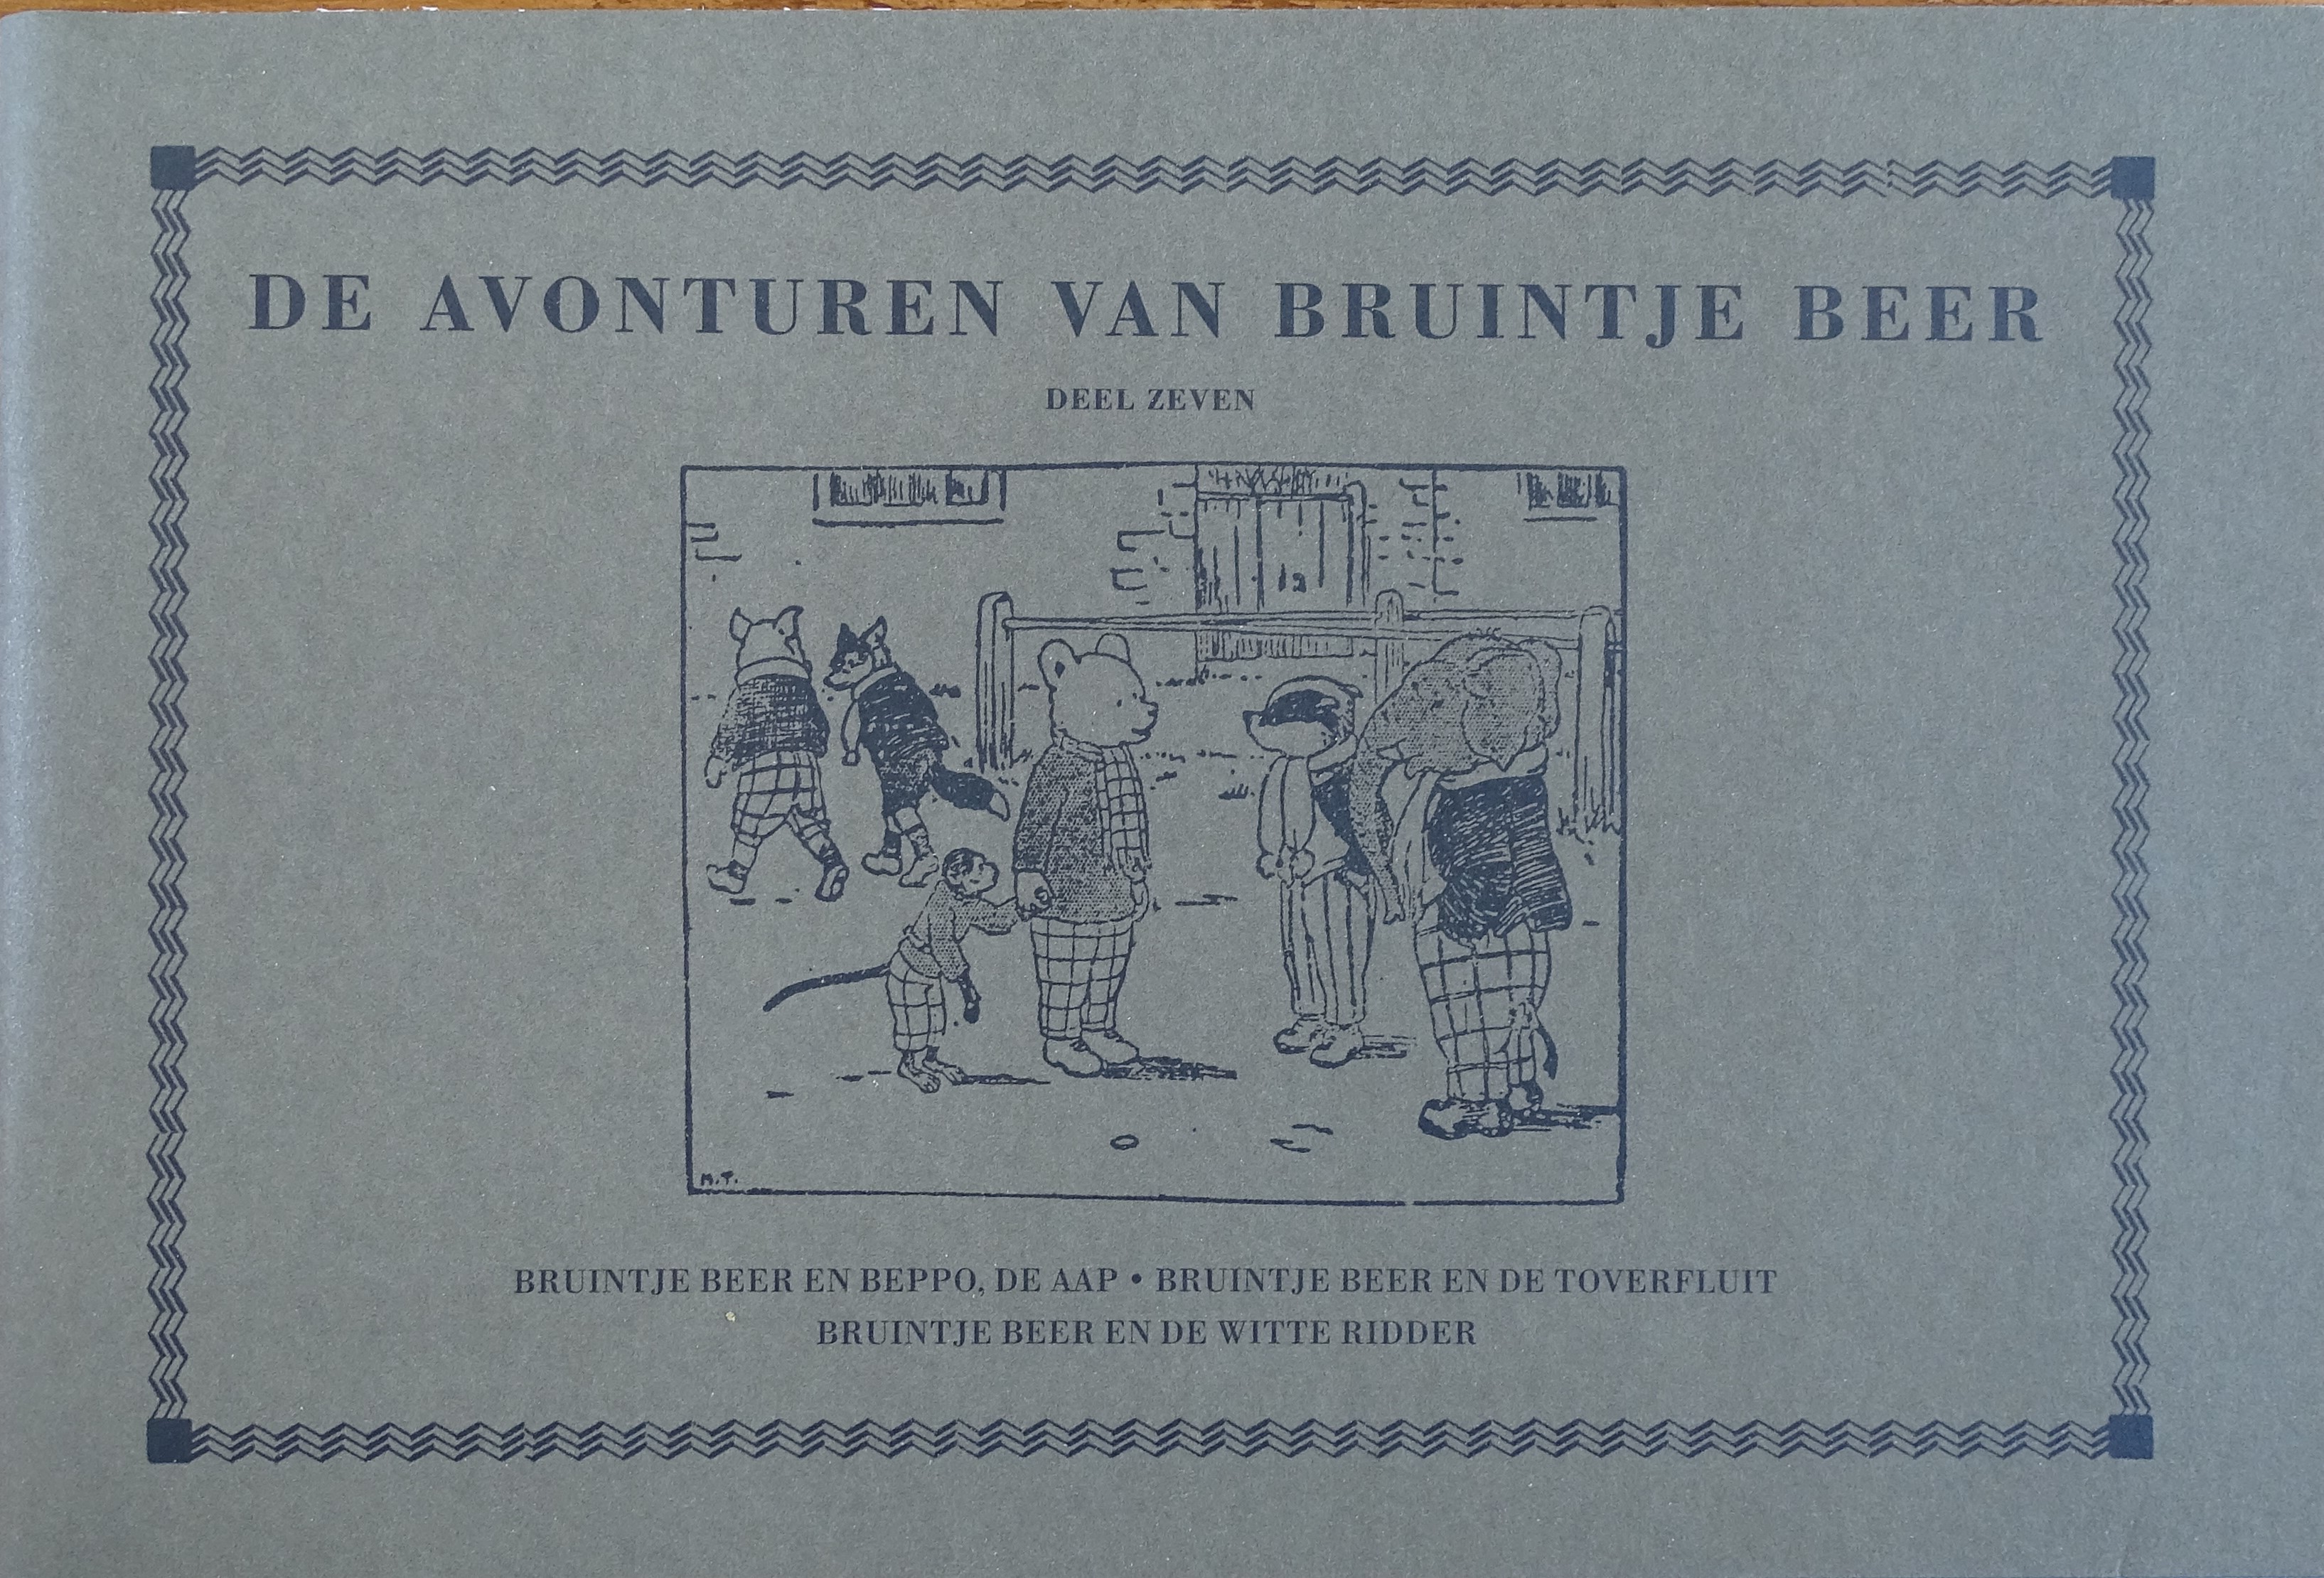 DE AVONTUREN VAN BRUINTJE BEER
DEEL ZEVEN
M.T.
BRUINTJE BEER EN BEPPO, DE AAP • BRUINTJE BEER EN DE TOVERFLUIT
BRUINTJE BEER EN DE WITTE RIDDER